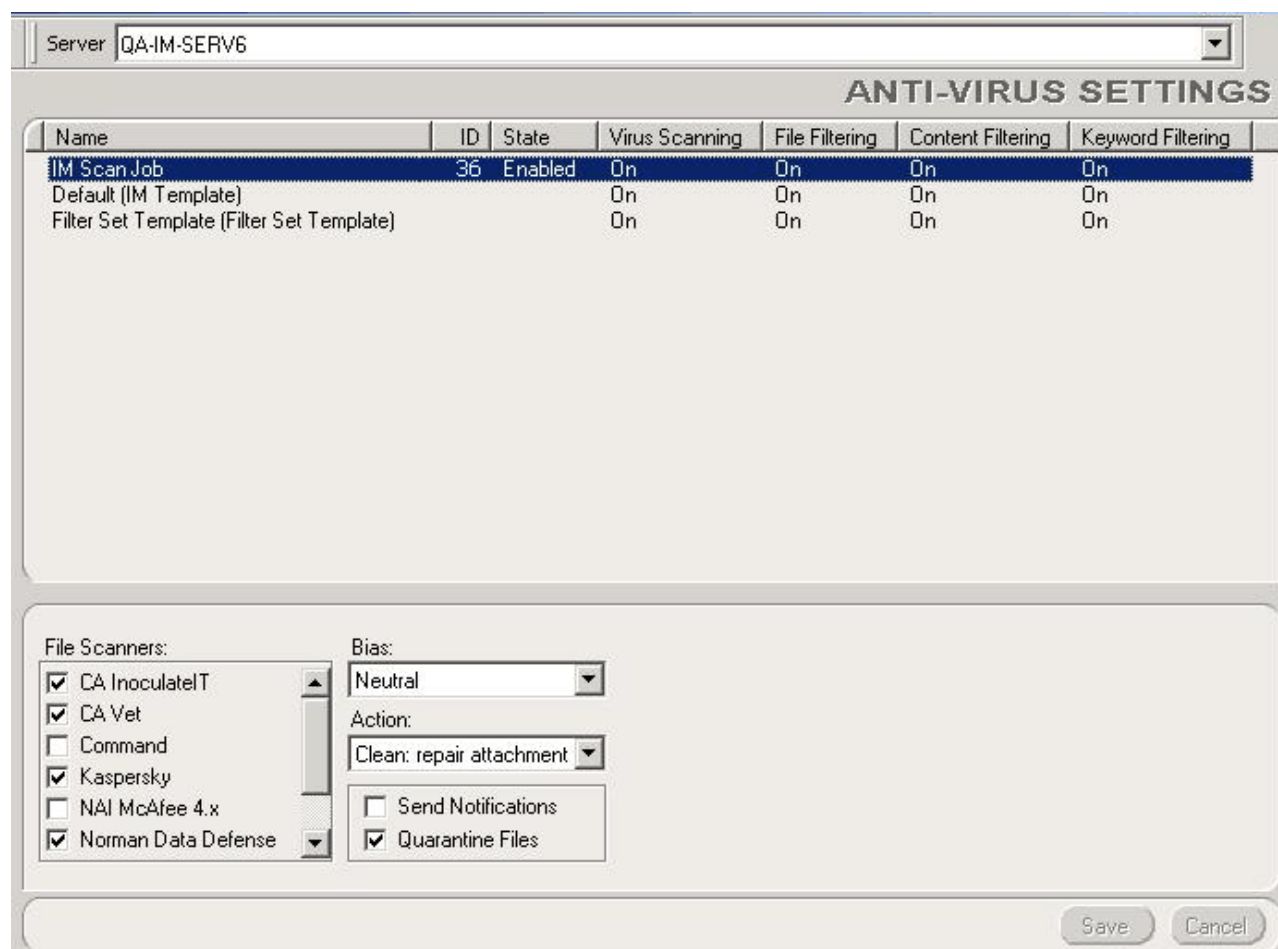 Server QA-IM-SERV6
ANTI-VIRUS SETTINGS
Name ID State Virus Scanning File Filtering Content Filtering Keyword Filtering
IM Scan Job 36 Enabled On On On On
Default (IM Template) On On On On
Filter Set Template (Filter Set Template) On On On On
File Scanners:
CA InoculateIT
CA Vet
Command
Kaspersky
NAI McAfee 4.x
Norman Data Defense
Bias:
Neutral
Action:
Clean: repair attachment
Send Notifications
Quarantine Files
Save Cancel